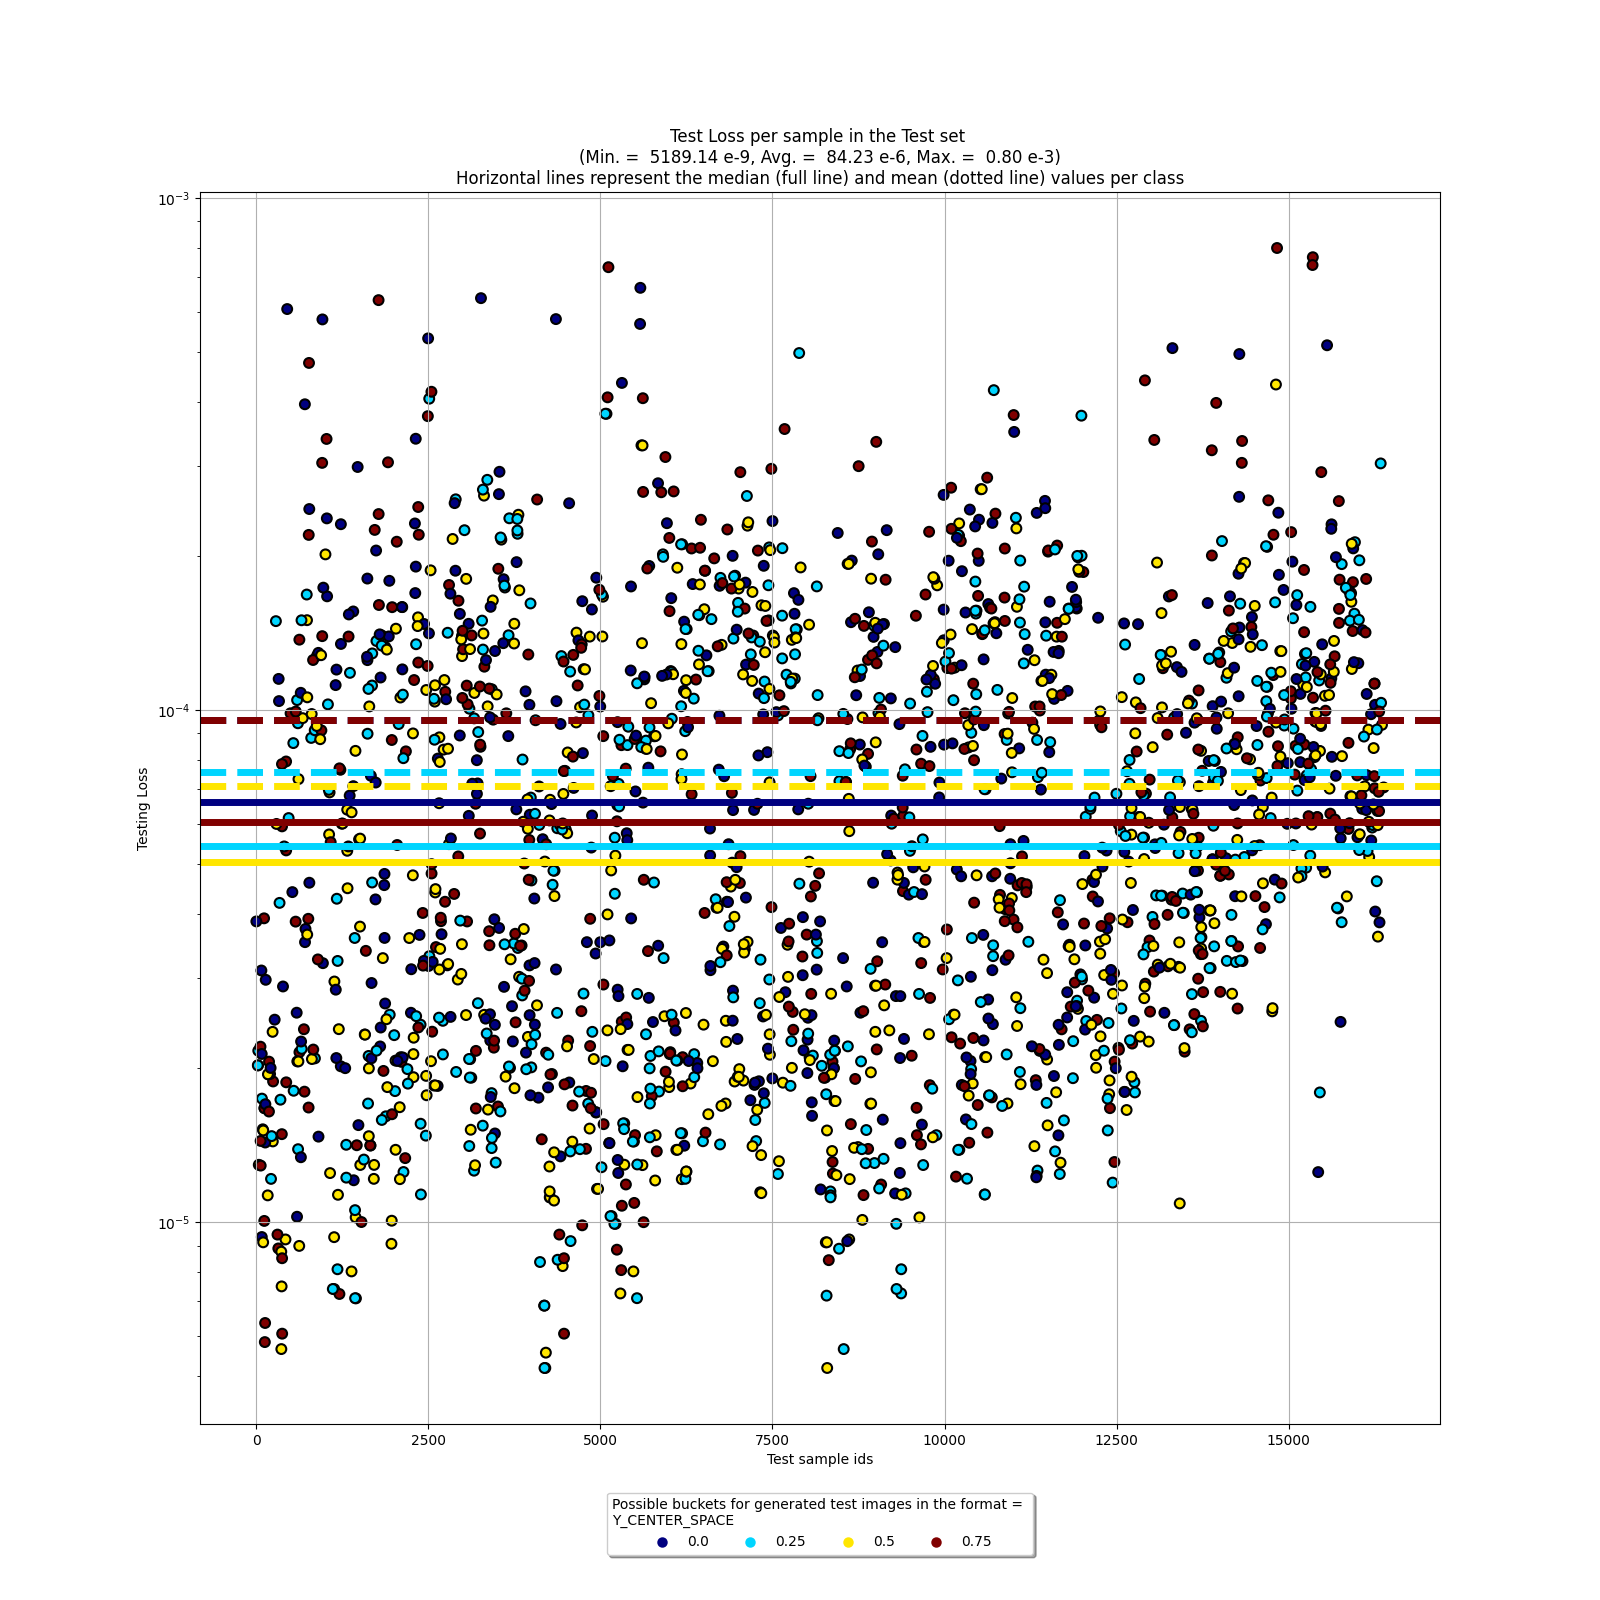 Test Loss per sample in the Test set
(Min. = 5189.14 e-9, Avg. = 84.23 e-6, Max. = 0.80 e-3)
Horizontal lines represent the median (full line) and mean (dotted line) values per class
10⁻³
10⁻⁴
10⁻⁵
Testing Loss
0 2500 5000 7500 10000 12500 15000
Test sample ids
Possible buckets for generated test images in the format =
Y_CENTER_SPACE
0.0 0.25 0.5 0.75